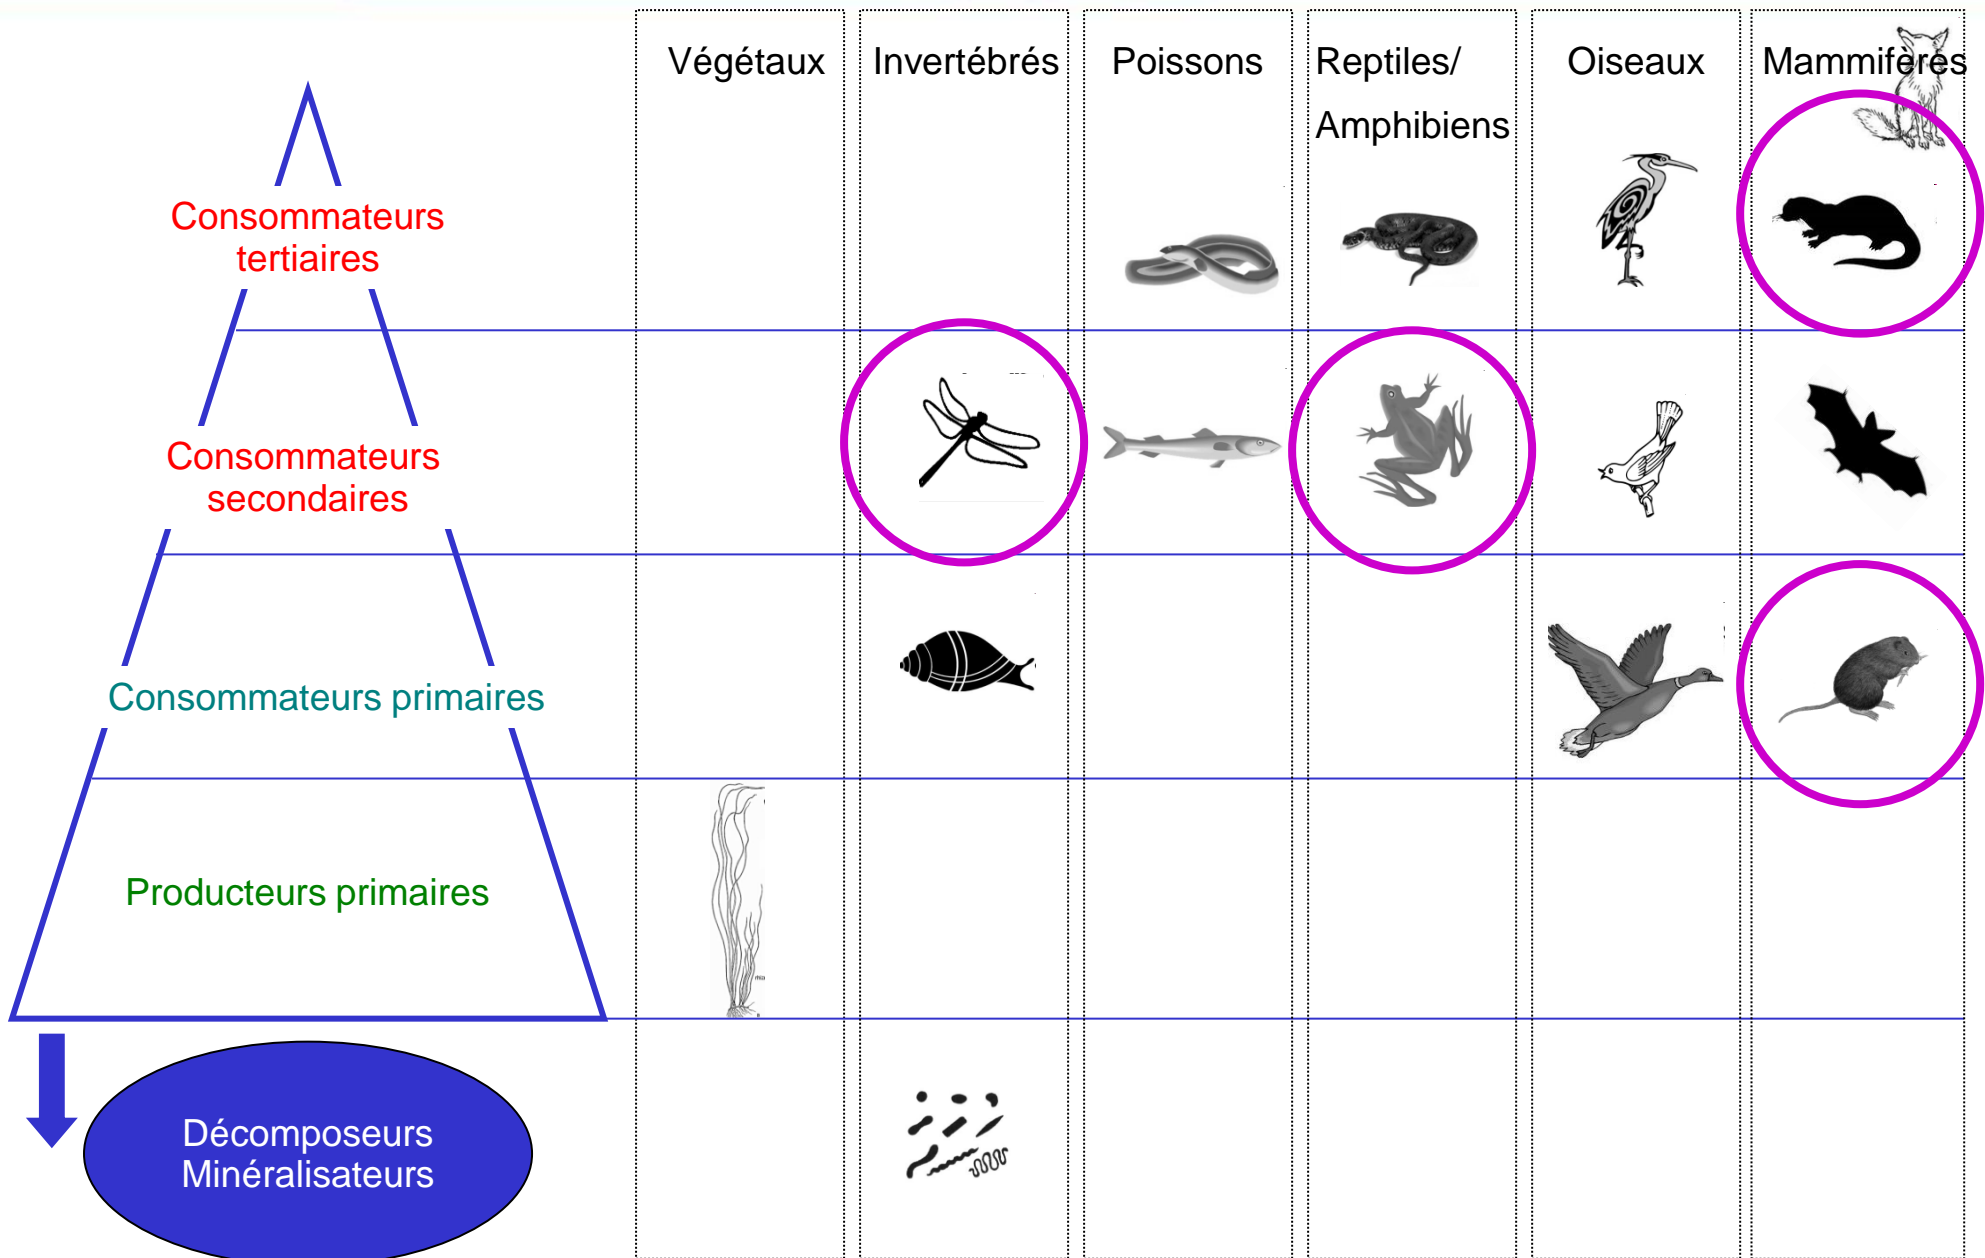 Végétaux
Invertébrés
Poissons
Reptiles/
Amphibiens
Oiseaux
Mammifères
Consommateurs
tertiaires
Consommateurs
secondaires
Consommateurs primaires
Producteurs primaires
Décomposeurs
Minéralisateurs